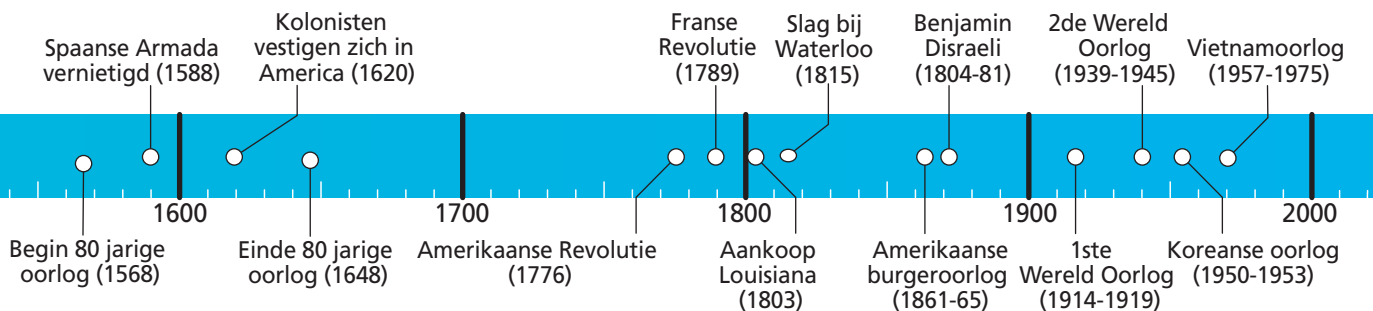 Spaanse Armada
vernietigd (1588)
Kolonisten
vestigen zich in
America (1620)
Franse
Revolutie
(1789)
Slag bij
Waterloo
(1815)
Benjamin
Disraeli
(1804-81)
2de Wereld
Oorlog
(1939-1945)
Vietnamoorlog
(1957-1975)
1600
1700
1800
1900
2000
Begin 80 jarige
oorlog (1568)
Einde 80 jarige
oorlog (1648)
Amerikaanse Revolutie
(1776)
Aankoop
Louisiana
(1803)
Amerikaanse
burgeroorlog
(1861-65)
1ste
Wereld Oorlog
(1914-1919)
Koreanse oorlog
(1950-1953)